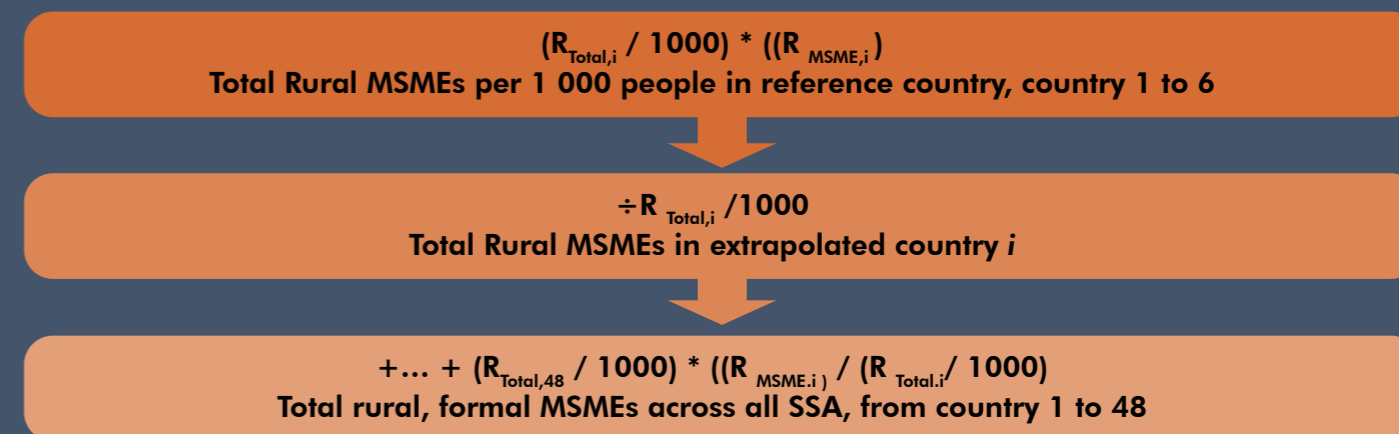 (R Total,i / 1000) * ((R MSME,i )
Total Rural MSMEs per 1 000 people in reference country, country 1 to 6
÷R Total,i /1000
Total Rural MSMEs in extrapolated country i
+... + (R Total,48 / 1000) * ((R MSME.i ) / (R Total.i/ 1000)
Total rural, formal MSMEs across all SSA, from country 1 to 48